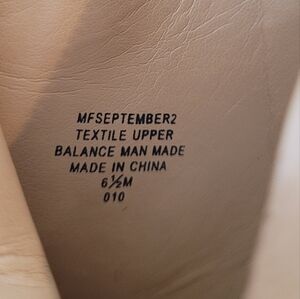 MFSEPTEMBER2
TEXTILE UPPER
BALANCE MAN MADE
MADE IN CHINA
6½M
010